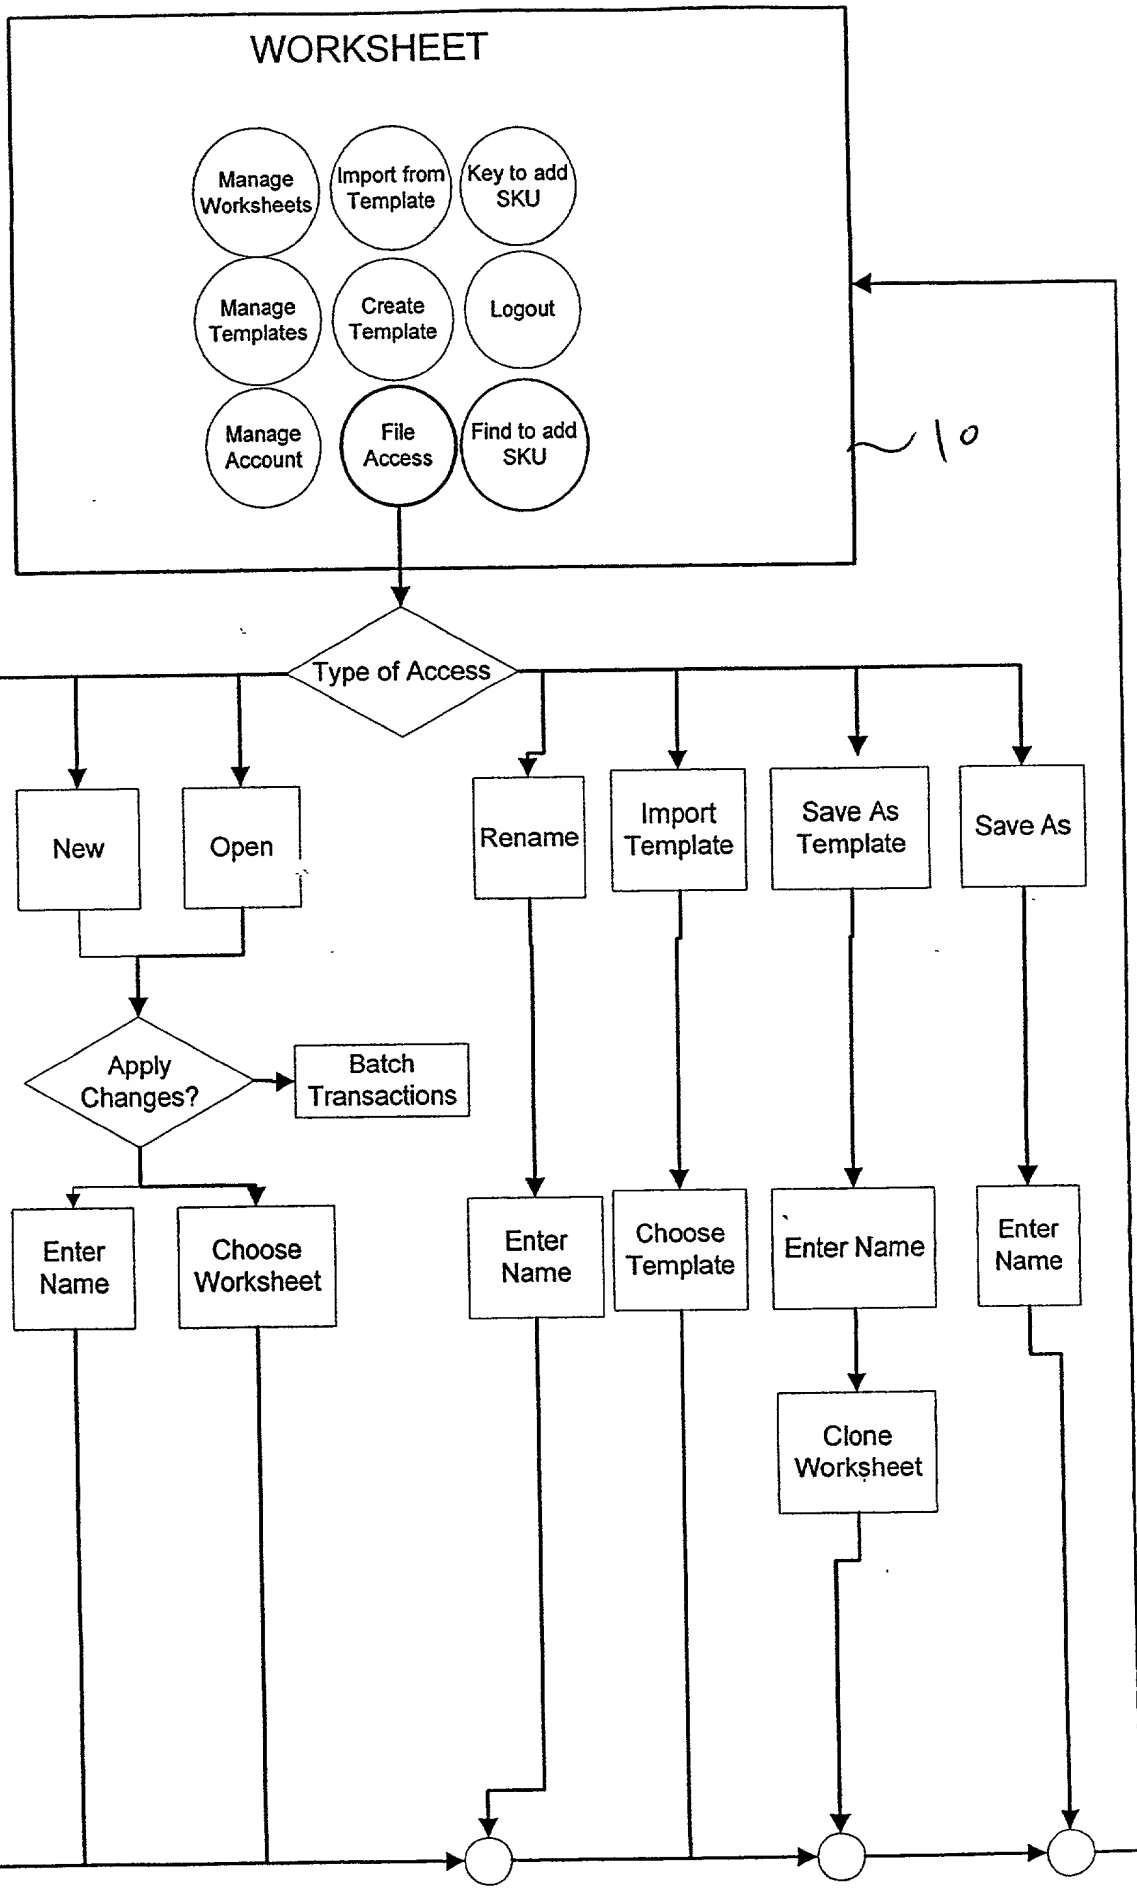 WORKSHEET
Manage
Worksheets
Import from
Template
Key to add
SKU
Manage
Templates
Create
Template
Logout
Manage
Account
File
Access
Find to add
SKU
10
Type of Access
New
Open
Rename
Import
Template
Save As
Template
Save As
Apply
Changes?
Batch
Transactions
Enter
Name
Choose
Worksheet
Enter
Name
Choose
Template
Enter Name
Enter
Name
Clone
Worksheet